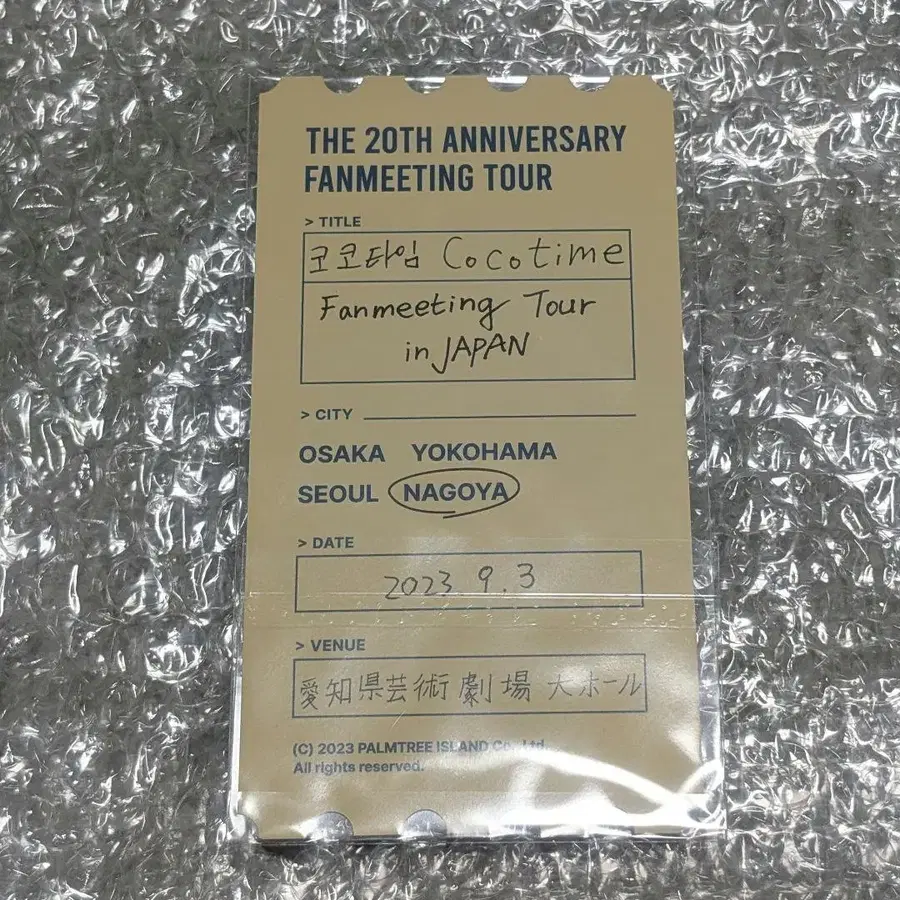 THE 20TH ANNIVERSARY
FANMEETING TOUR
> TITLE
코코타임 Cocotime
Fanmeeting Tour
in JAPAN
> CITY
OSAKA YOKOHAMA
SEOUL NAGOYA
> DATE
2023. 9. 3
> VENUE
愛知県芸術劇場 大ホール
(C) 2023 PALMTREE ISLAND Co., Ltd.
All rights reserved.